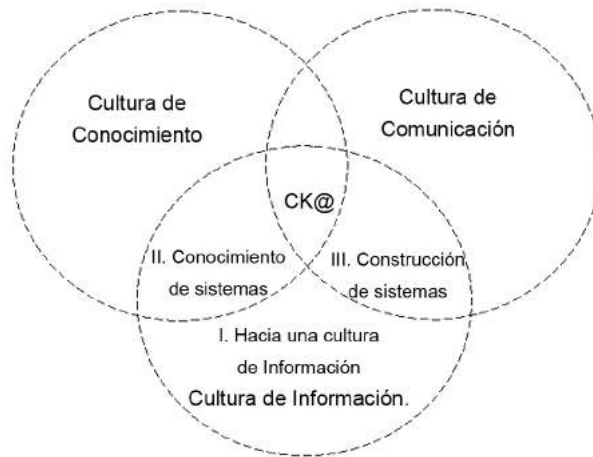 Cultura de
Conocimiento
Cultura de
Comunicación
CK@
II. Conocimiento
de sistemas
III. Construcción
de sistemas
I. Hacia una cultura
de Información
Cultura de Información.